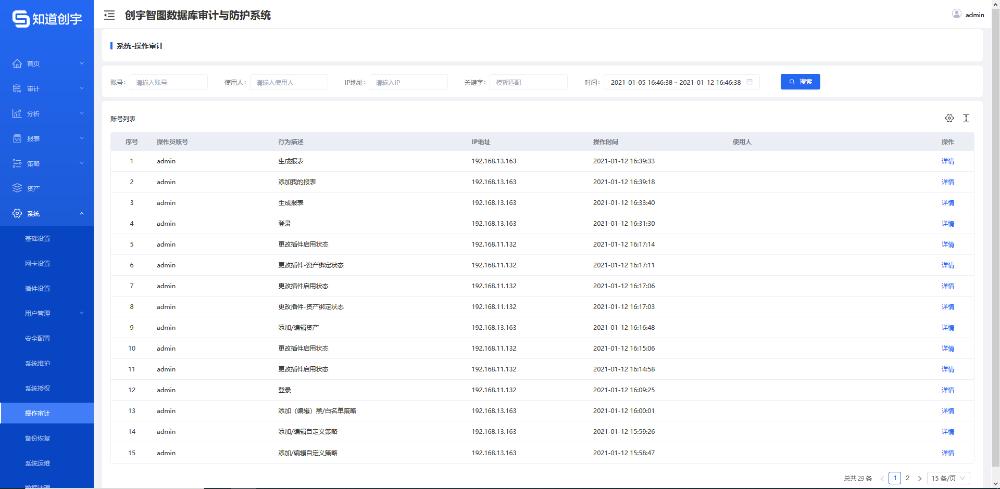 知道创宇
创宇智图数据库审计与防护系统
admin
首页
审计
分析
报表
策略
资产
系统
基础设置
网卡设置
插件设置
用户管理
安全配置
系统维护
系统授权
操作审计
备份恢复
系统运维
数据清理
系统-操作审计
账号： 请输入账号 使用人： 请输入使用人 IP地址： 请输入IP 关键字： 模糊匹配 时间： 2021-01-05 16:46:38 ~ 2021-01-12 16:46:38 搜索
账号列表
序号 操作员账号 行为描述 IP地址 操作时间 使用人 操作
1 admin 生成报表 192.168.13.163 2021-01-12 16:39:33 详情
2 admin 添加我的报表 192.168.13.163 2021-01-12 16:39:18 详情
3 admin 生成报表 192.168.13.163 2021-01-12 16:33:40 详情
4 admin 登录 192.168.13.163 2021-01-12 16:31:30 详情
5 admin 更改插件启用状态 192.168.11.132 2021-01-12 16:17:14 详情
6 admin 更改插件-资产绑定状态 192.168.11.132 2021-01-12 16:17:11 详情
7 admin 更改插件启用状态 192.168.11.132 2021-01-12 16:17:06 详情
8 admin 更改插件-资产绑定状态 192.168.11.132 2021-01-12 16:17:03 详情
9 admin 添加/编辑资产 192.168.13.163 2021-01-12 16:16:48 详情
10 admin 更改插件启用状态 192.168.11.132 2021-01-12 16:15:06 详情
11 admin 更改插件启用状态 192.168.11.132 2021-01-12 16:14:58 详情
12 admin 登录 192.168.11.132 2021-01-12 16:09:25 详情
13 admin 添加（编辑）黑/白名单策略 192.168.13.163 2021-01-12 16:00:01 详情
14 admin 添加/编辑自定义策略 192.168.13.163 2021-01-12 15:59:26 详情
15 admin 添加/编辑自定义策略 192.168.13.163 2021-01-12 15:58:47 详情
总共 29 条 < 1 2 > 15 条/页